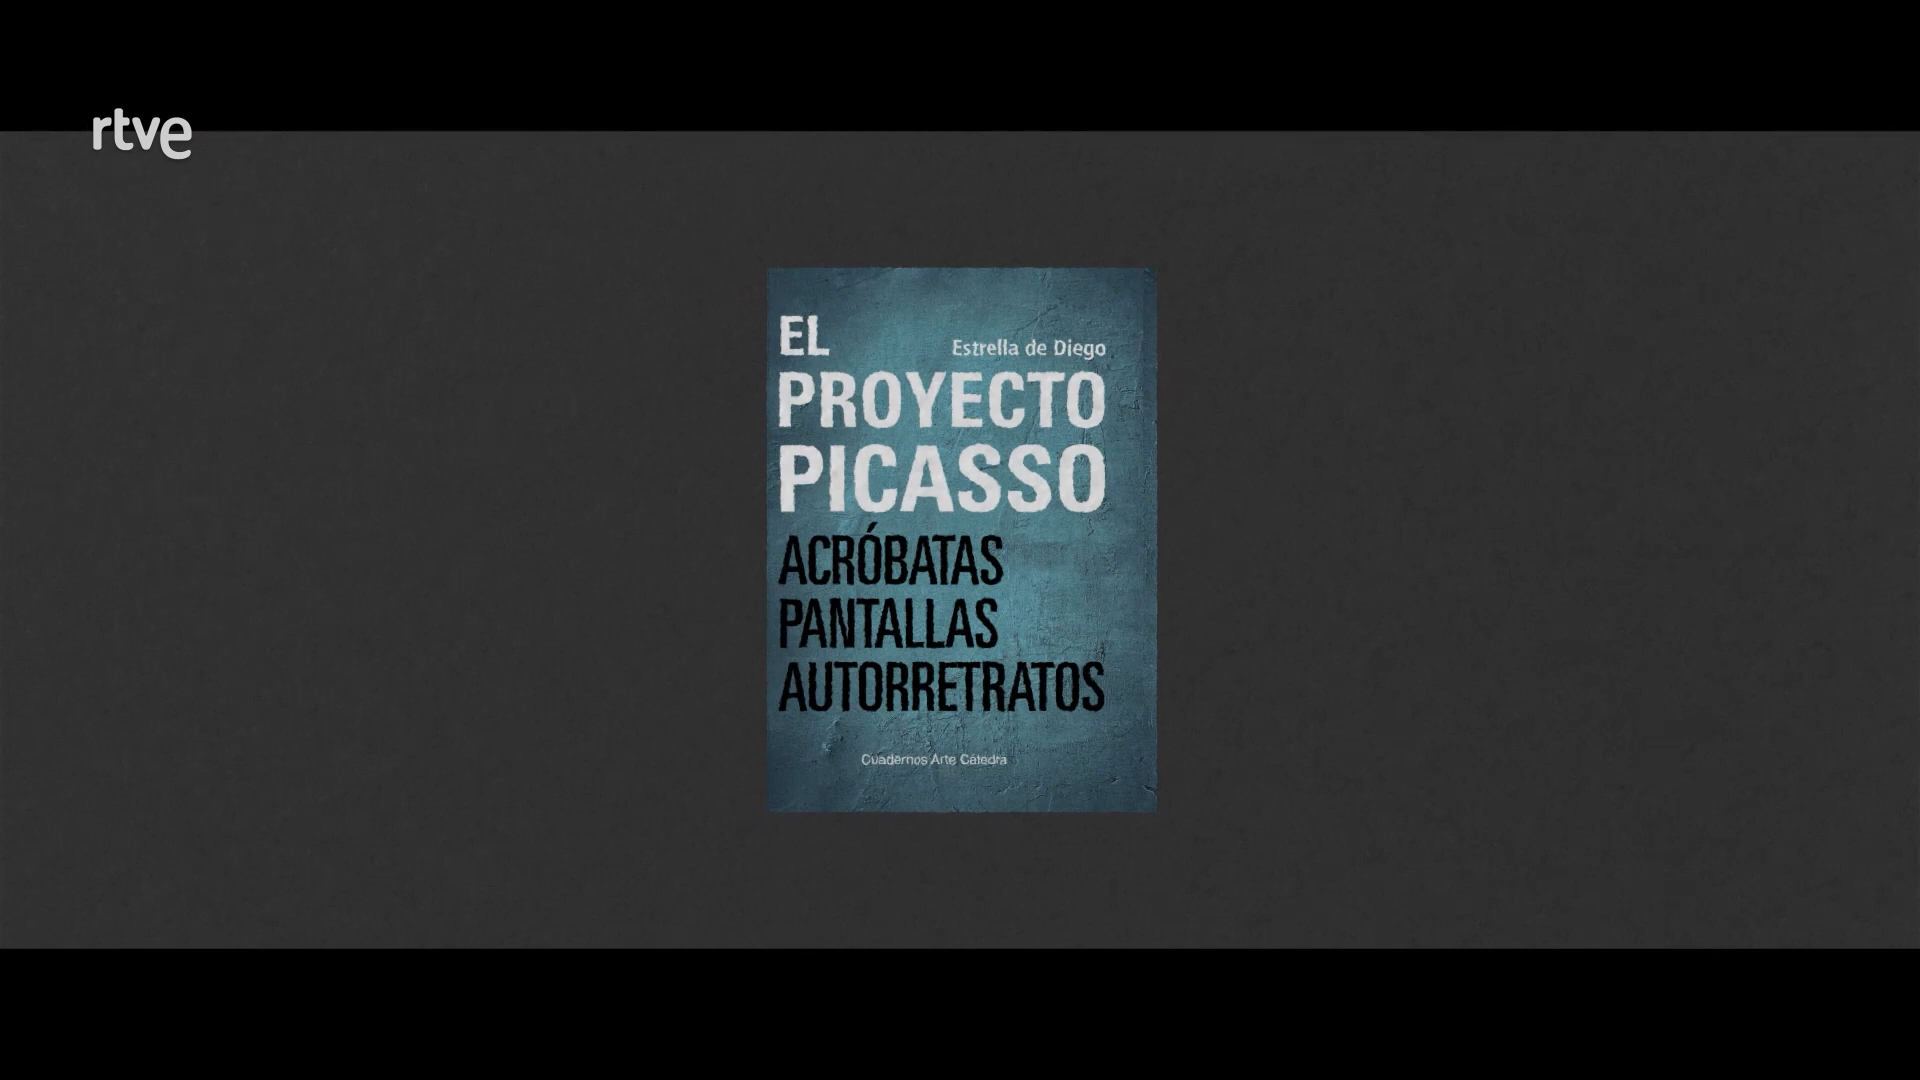 rtve
EL
Estrella de Diego
PROYECTO
PICASSO
ACRÓBATAS
PANTALLAS
AUTORRETRATOS
Cuadernos Arte Cátedra